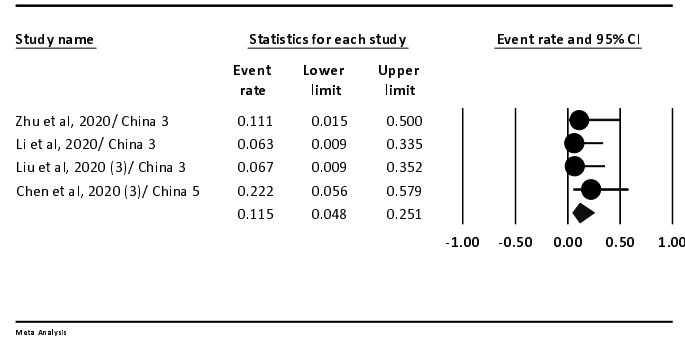 Study name Statistics for each study Event rate and 95% CI
Event Lower Upper
rate limit limit
Zhu et al, 2020/ China 3 0.111 0.015 0.500
Li et al, 2020/ China 3 0.063 0.009 0.335
Liu et al, 2020 (3)/ China 3 0.067 0.009 0.352
Chen et al, 2020 (3)/ China 5 0.222 0.056 0.579
0.115 0.048 0.251
-1.00 -0.50 0.00 0.50 1.00
Meta Analysis